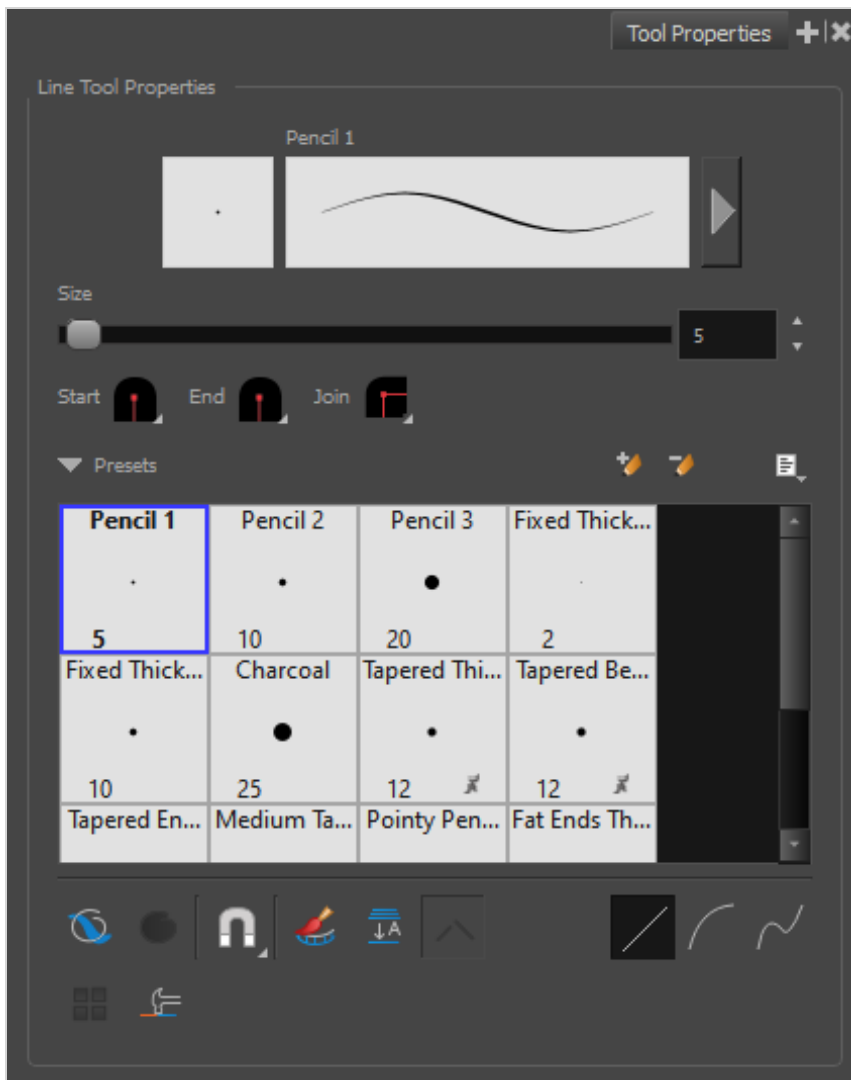 Tool Properties
Line Tool Properties
Pencil 1
Size
5
Start End Join
Presets
Pencil 1 Pencil 2 Pencil 3 Fixed Thick...
5 10 20 2
Fixed Thick... Charcoal Tapered Thi... Tapered Be...
10 25 12 12
Tapered En... Medium Ta... Pointy Pen... Fat Ends Th...
A